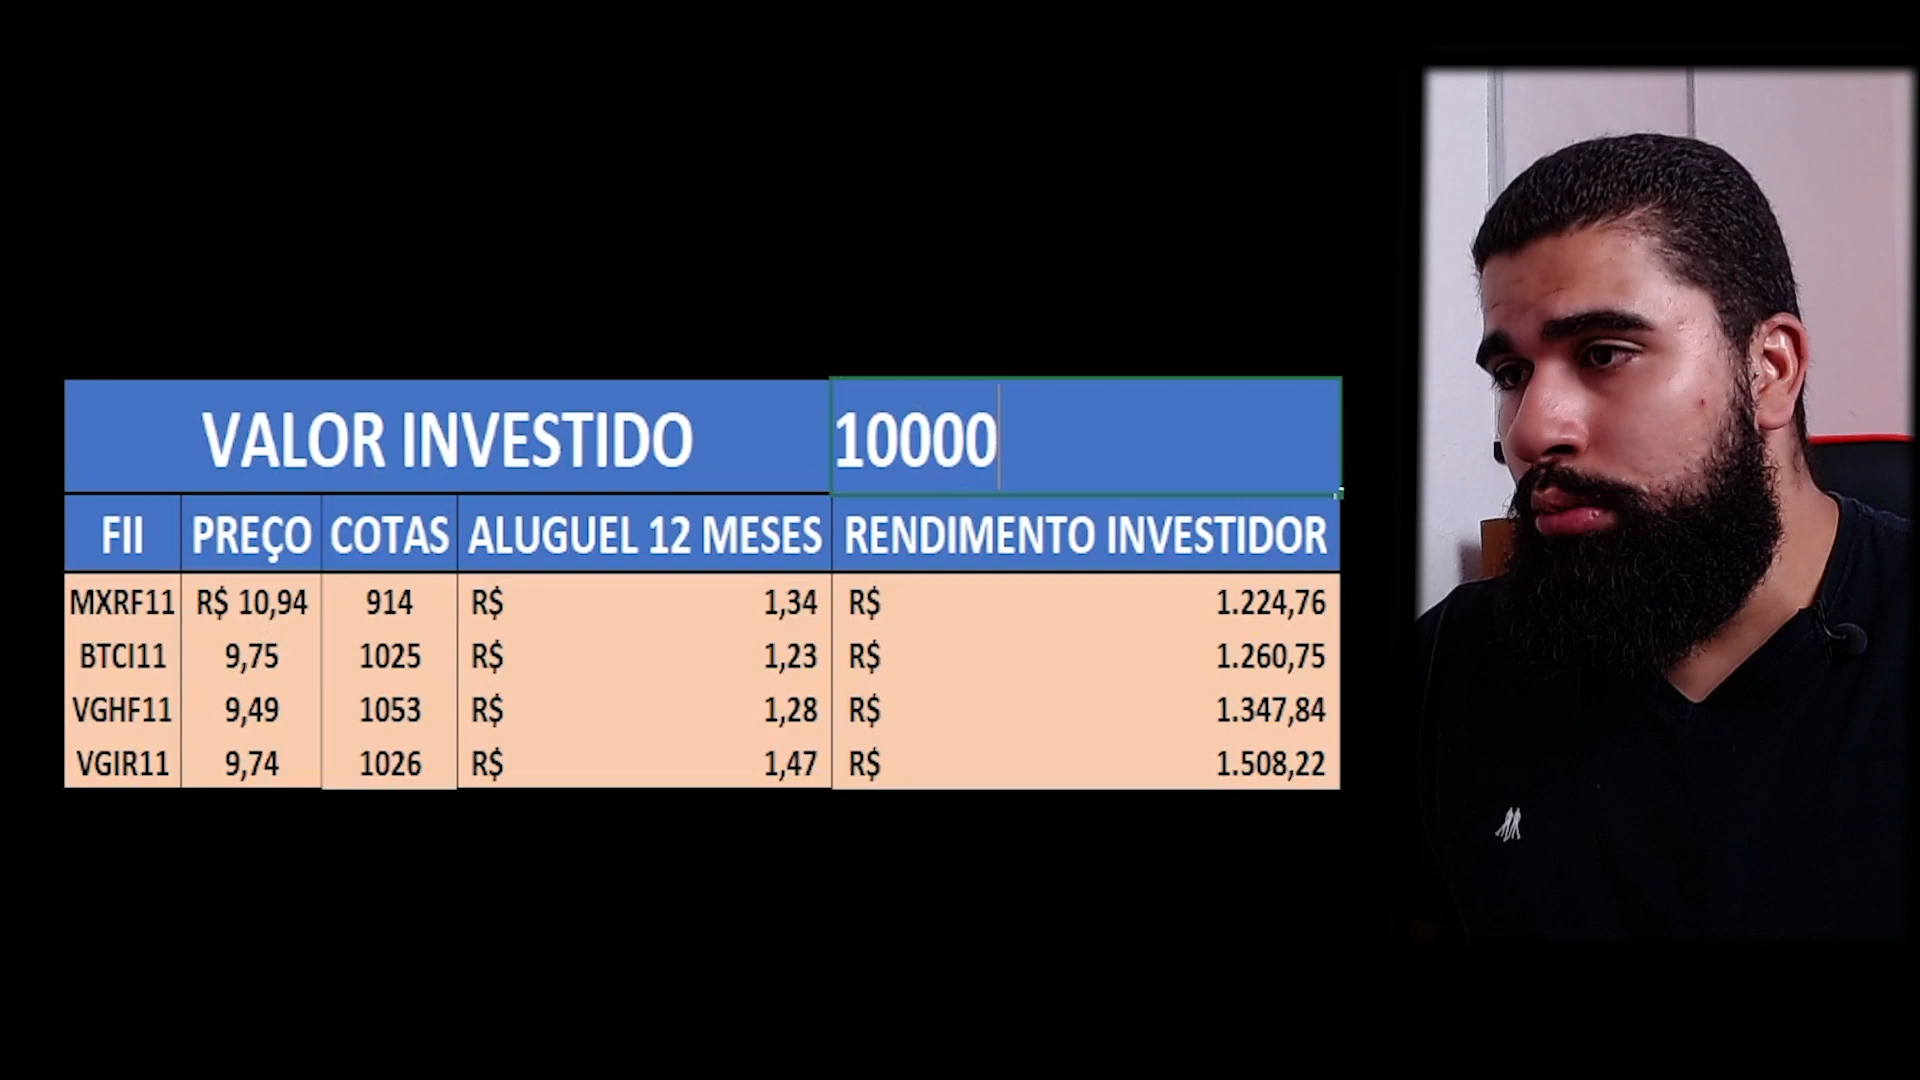 VALOR INVESTIDO 10000
FII PREÇO COTAS ALUGUEL 12 MESES RENDIMENTO INVESTIDOR
MXRF11 R$ 10,94 914 R$ 1,34 R$ 1.224,76
BTCI11 9,75 1025 R$ 1,23 R$ 1.260,75
VGHF11 9,49 1053 R$ 1,28 R$ 1.347,84
VGIR11 9,74 1026 R$ 1,47 R$ 1.508,22